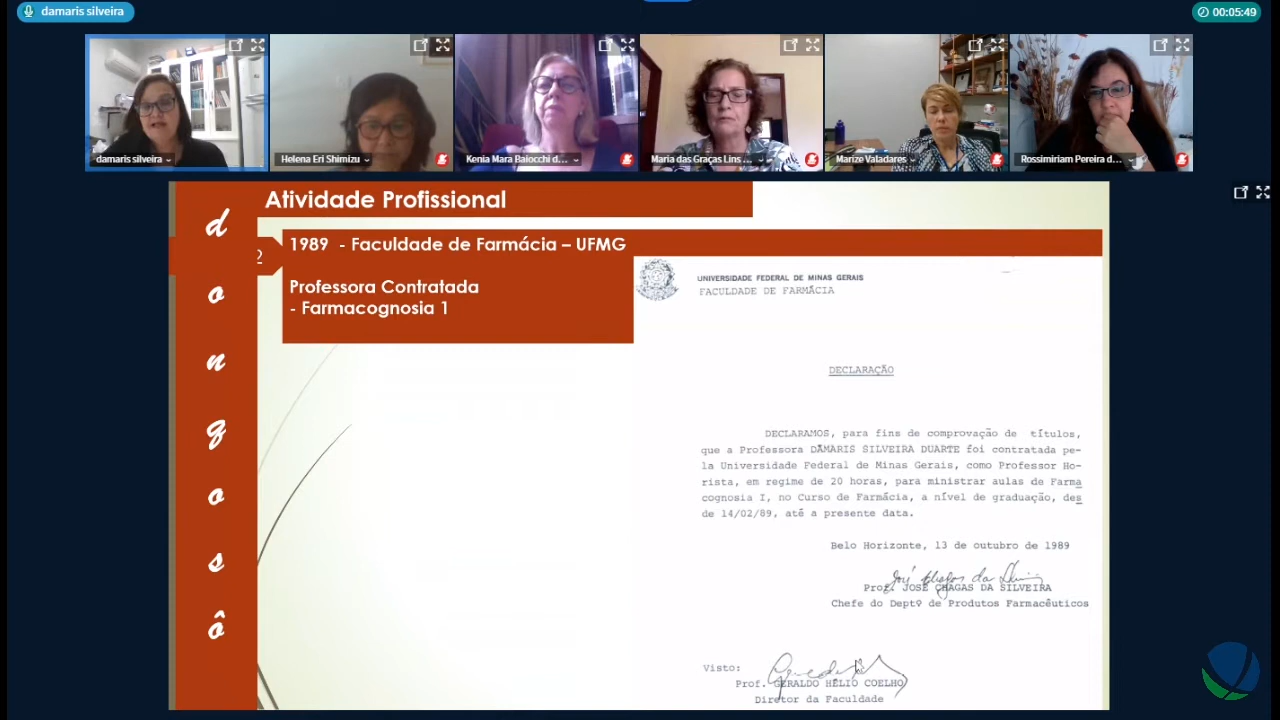 damaris silveira
00:05:49
damaris silveira
Helena Eri Shimizu
Kenia Mara Baiocchi d...
Maria das Graças Lins ...
Marize Valadares
Rossimiriam Pereira d...
Atividade Profissional
2
1989 - Faculdade de Farmácia – UFMG
Professora Contratada
- Farmacognosia 1
d
o
n
g
o
s
ô
UNIVERSIDADE FEDERAL DE MINAS GERAIS
FACULDADE DE FARMÁCIA
DECLARAÇÃO
DECLARAMOS, para fins de comprovação de títulos,
que a Professora DÂMARIS SILVEIRA DUARTE foi contratada pe-
la Universidade Federal de Minas Gerais, como Professor Ho-
rista, em regime de 20 horas, para ministrar aulas de Farma
cognosia I, no Curso de Farmácia, a nível de graduação, des
de 14/02/89, até a presente data.
Belo Horizonte, 13 de outubro de 1989
Prof. JOSÉ CHAGAS DA SILVEIRA
Chefe do Deptº de Produtos Farmacêuticos
Visto:
Prof. GERALDO HÉLIO COELHO
Diretor da Faculdade